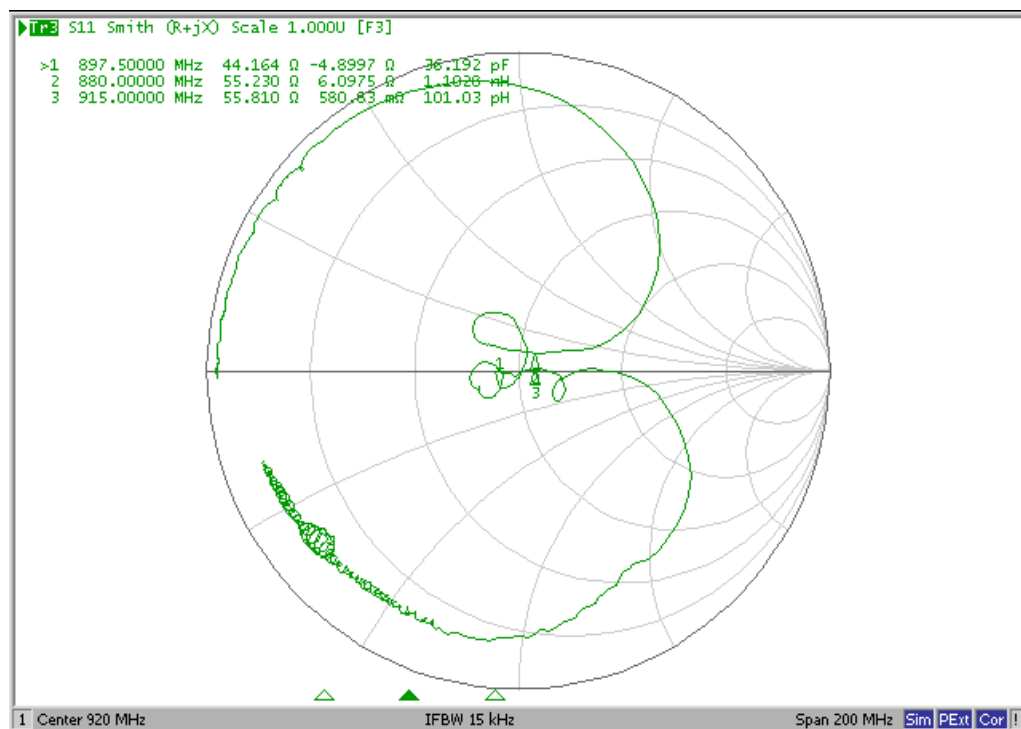 Tr3 S11 Smith (R+jX) Scale 1.000U [F3]
>1 897.50000 MHz 44.164 Ω -4.8997 Ω 36.192 pF
2 880.00000 MHz 55.230 Ω 6.0975 Ω 1.1028 nH
3 915.00000 MHz 55.810 Ω 580.83 mΩ 101.03 pH
1
3
1 Center 920 MHz IFBW 15 kHz Span 200 MHz Sim PExt Cor !